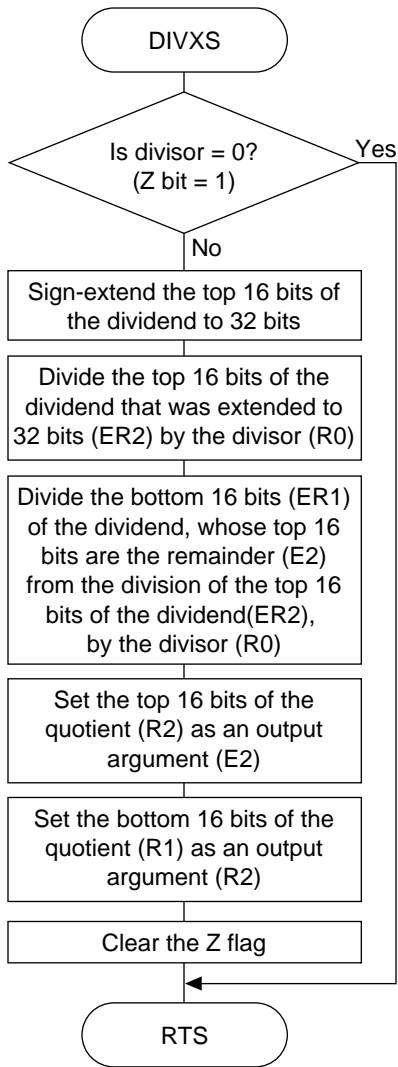 DIVXS
Is divisor = 0?
(Z bit = 1)
Yes
No
Sign-extend the top 16 bits of
the dividend to 32 bits
Divide the top 16 bits of the
dividend that was extended to
32 bits (ER2) by the divisor (R0)
Divide the bottom 16 bits (ER1)
of the dividend, whose top 16
bits are the remainder (E2)
from the division of the top 16
bits of the dividend(ER2),
by the divisor (R0)
Set the top 16 bits of the
quotient (R2) as an output
argument (E2)
Set the bottom 16 bits of the
quotient (R1) as an output
argument (R2)
Clear the Z flag
RTS